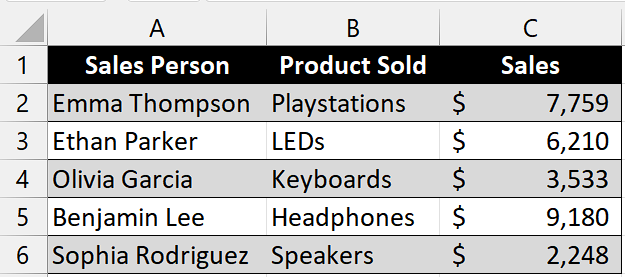 A B C
1 Sales Person Product Sold Sales
2 Emma Thompson Playstations $ 7,759
3 Ethan Parker LEDs $ 6,210
4 Olivia Garcia Keyboards $ 3,533
5 Benjamin Lee Headphones $ 9,180
6 Sophia Rodriguez Speakers $ 2,248